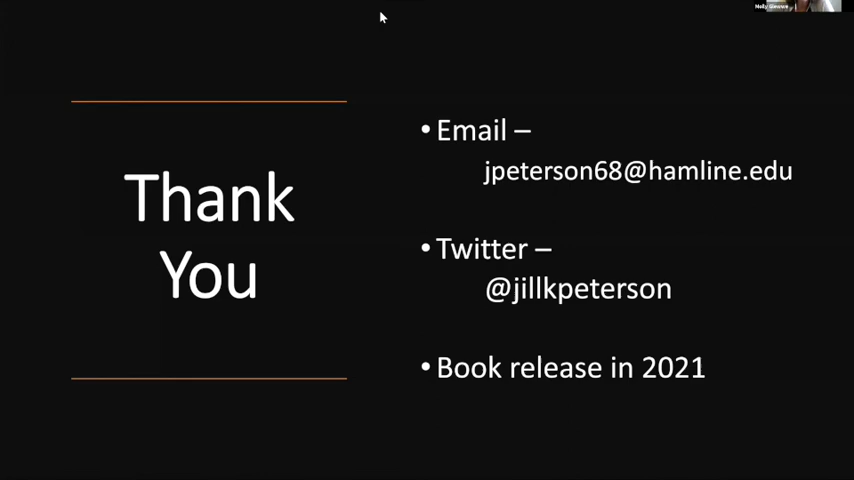 Thank
You
• Email –
jpeterson68@hamline.edu
• Twitter –
@jillkpeterson
• Book release in 2021